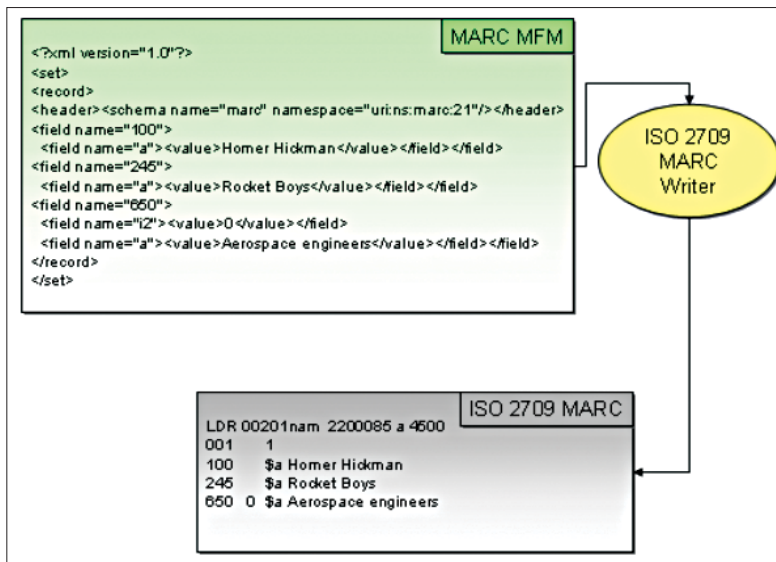 MARC MFM
<?xml version="1.0"?>
<set>
<record>
<header><schema name="marc" namespace="uri:ns:marc:21"/></header>
<field name="100">
<field name="a"><value>Homer Hickman</value></field></field>
<field name="245">
<field name="a"><value>Rocket Boys</value></field></field>
<field name="650">
<field name="i2"><value>0</value></field>
<field name="a"><value>Aerospace engineers</value></field></field>
</record>
</set>
ISO 2709
MARC
Writer
ISO 2709 MARC
LDR 00201nam 2200085 a 4500
001 1
100 $a Homer Hickman
245 $a Rocket Boys
650 0 $a Aerospace engineers